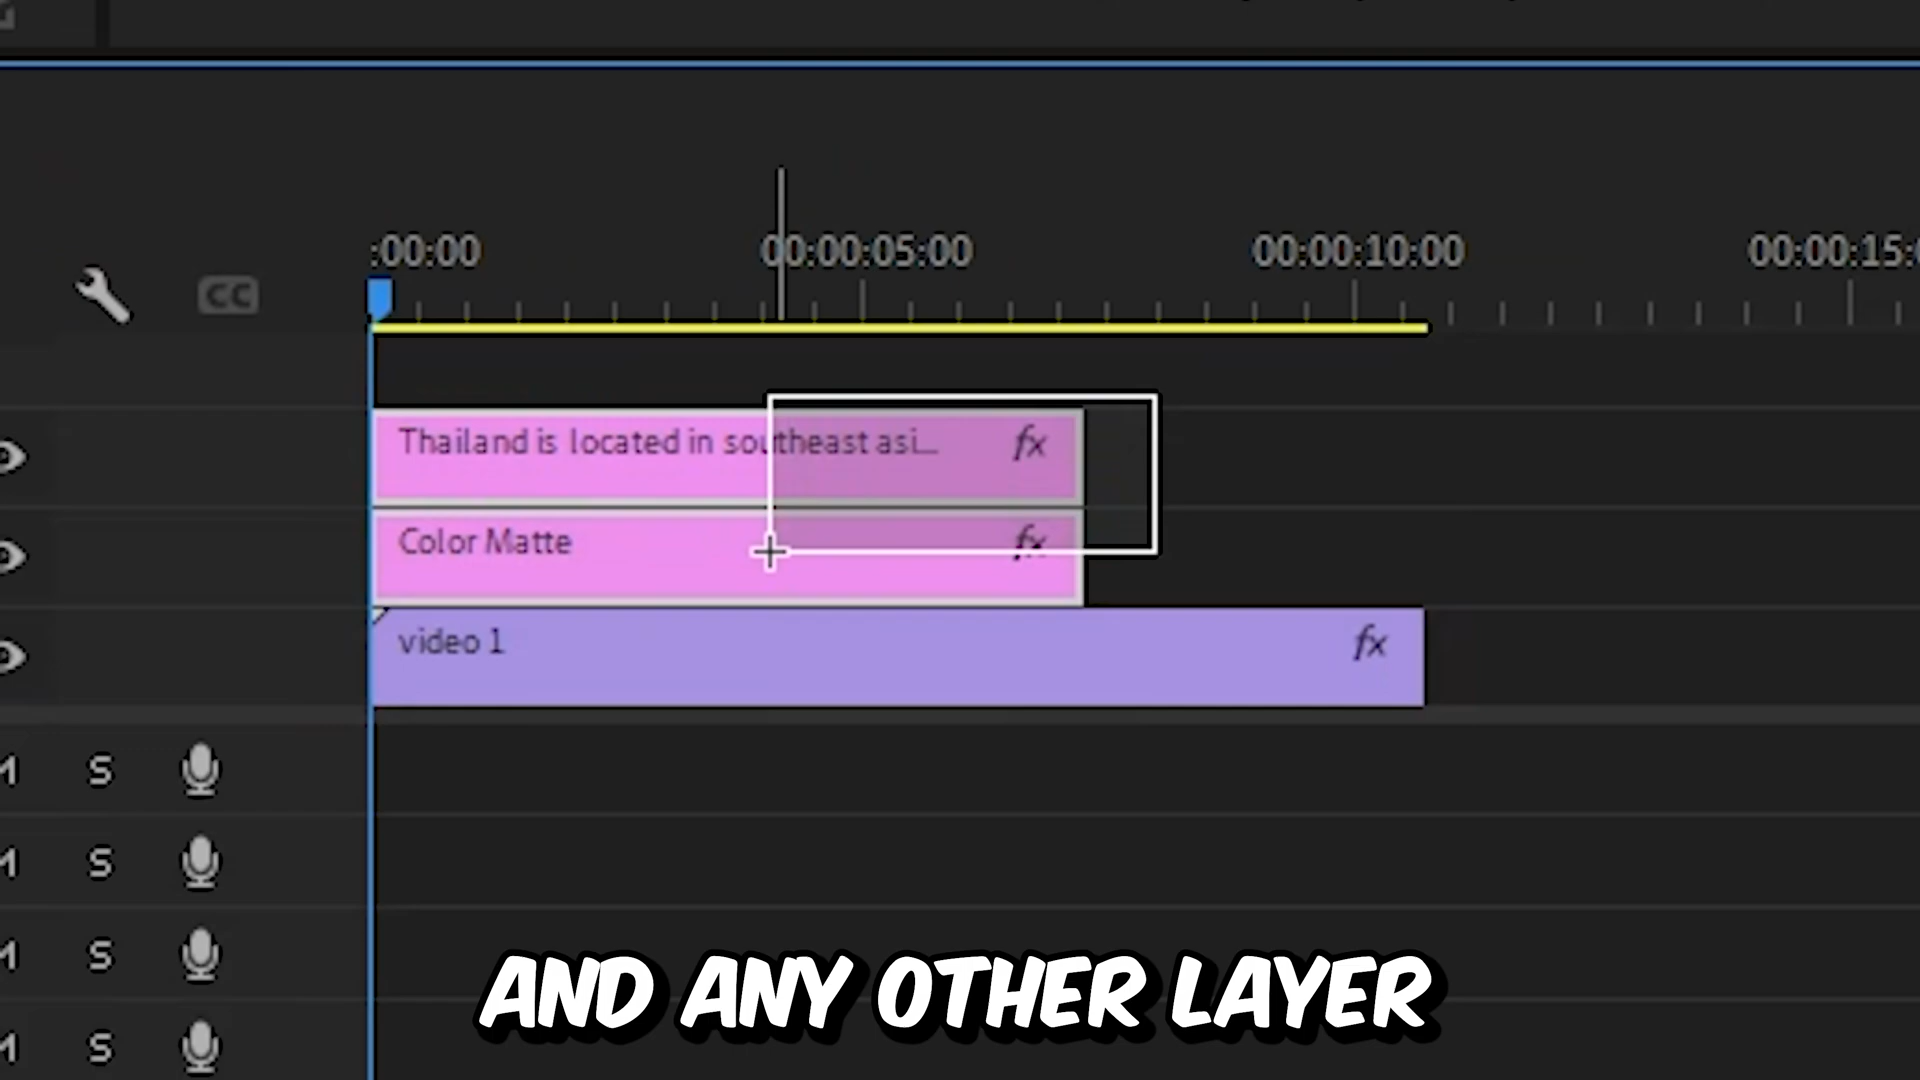 :00:00 00:00:05:00 00:00:10:00 00:00:15:
CC
Thailand is located in southeast asi... fx
Color Matte fx
video 1 fx
S
S
S
S
AND ANY OTHER LAYER